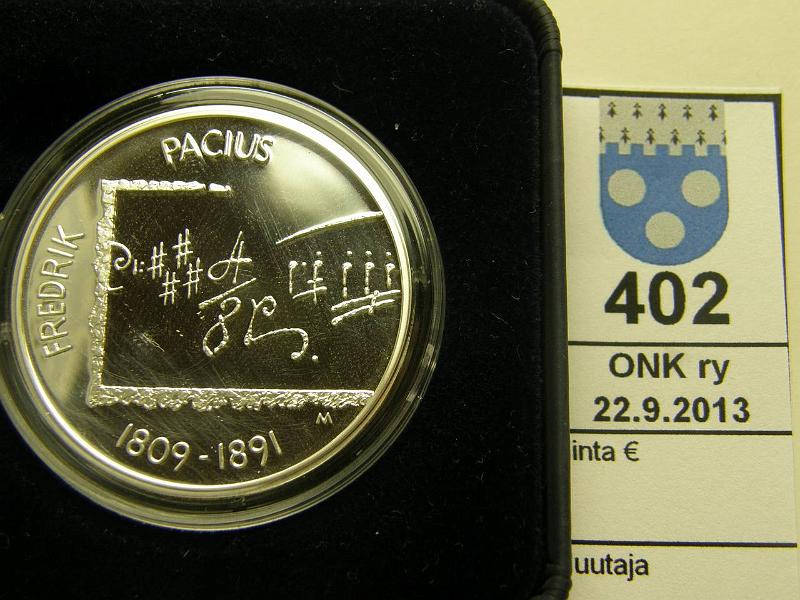 PACIUS
FREDRIK
1809-1891
M
402
ONK ry
22.9.2013
inta €
uutaja